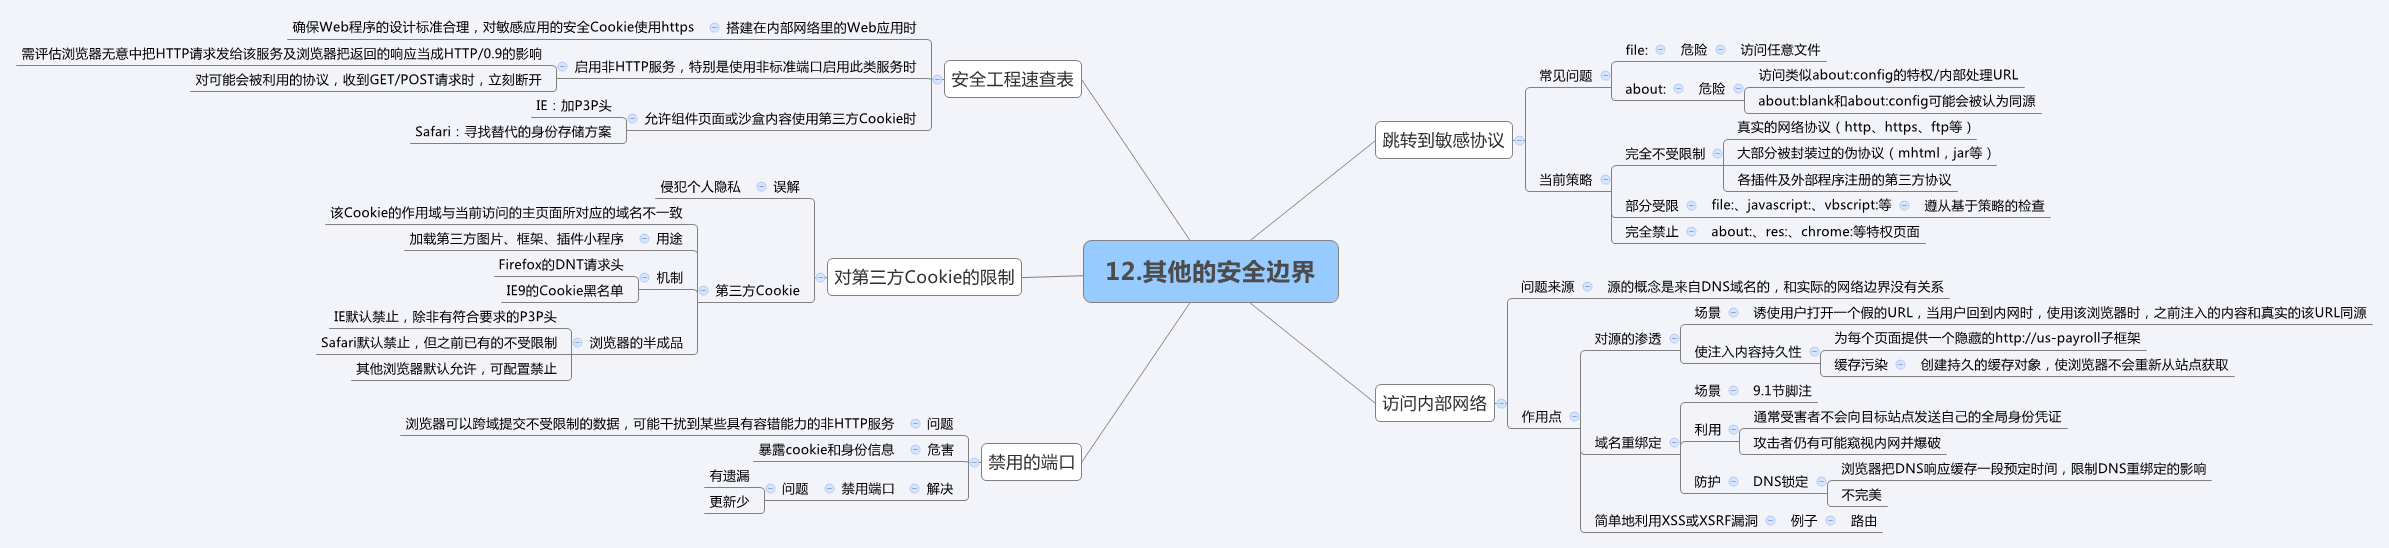 12.其他的安全边界
跳转到敏感协议
常见问题
file:
危险
访问任意文件
about:
危险
访问类似about:config的特权/内部处理URL
about:blank和about:config可能会被认为同源
当前策略
完全不受限制
真实的网络协议（http、https、ftp等）
大部分被封装过的伪协议（mhtml，jar等）
各插件及外部程序注册的第三方协议
部分受限
file:、javascript:、vbscript:等
遵从基于策略的检查
完全禁止
about:、res:、chrome:等特权页面
访问内部网络
问题来源
源的概念是来自DNS域名的，和实际的网络边界没有关系
作用点
对源的渗透
场景
诱使用户打开一个假的URL，当用户回到内网时，使用该浏览器时，之前注入的内容和真实的该URL同源
使注入内容持久性
为每个页面提供一个隐藏的http://us-payroll子框架
缓存污染
创建持久的缓存对象，使浏览器不会重新从站点获取
域名重绑定
场景
9.1节脚注
利用
通常受害者不会向目标站点发送自己的全局身份凭证
攻击者仍有可能窥视内网并爆破
防护
DNS锁定
浏览器把DNS响应缓存一段预定时间，限制DNS重绑定的影响
不完美
简单地利用XSS或XSRF漏洞
例子
路由
安全工程速查表
搭建在内部网络里的Web应用时
确保Web程序的设计标准合理，对敏感应用的安全Cookie使用https
启用非HTTP服务，特别是使用非标准端口启用此类服务时
需评估浏览器无意中把HTTP请求发给该服务及浏览器把返回的响应当成HTTP/0.9的影响
对可能会被利用的协议，收到GET/POST请求时，立刻断开
允许组件页面或沙盒内容使用第三方Cookie时
IE：加P3P头
Safari：寻找替代的身份存储方案
对第三方Cookie的限制
误解
侵犯个人隐私
第三方Cookie
该Cookie的作用域与当前访问的主页面所对应的域名不一致
用途
加载第三方图片、框架、插件小程序
机制
Firefox的DNT请求头
IE9的Cookie黑名单
浏览器的半成品
IE默认禁止，除非有符合要求的P3P头
Safari默认禁止，但之前已有的不受限制
其他浏览器默认允许，可配置禁止
禁用的端口
问题
浏览器可以跨域提交不受限制的数据，可能干扰到某些具有容错能力的非HTTP服务
危害
暴露cookie和身份信息
解决
禁用端口
问题
有遗漏
更新少